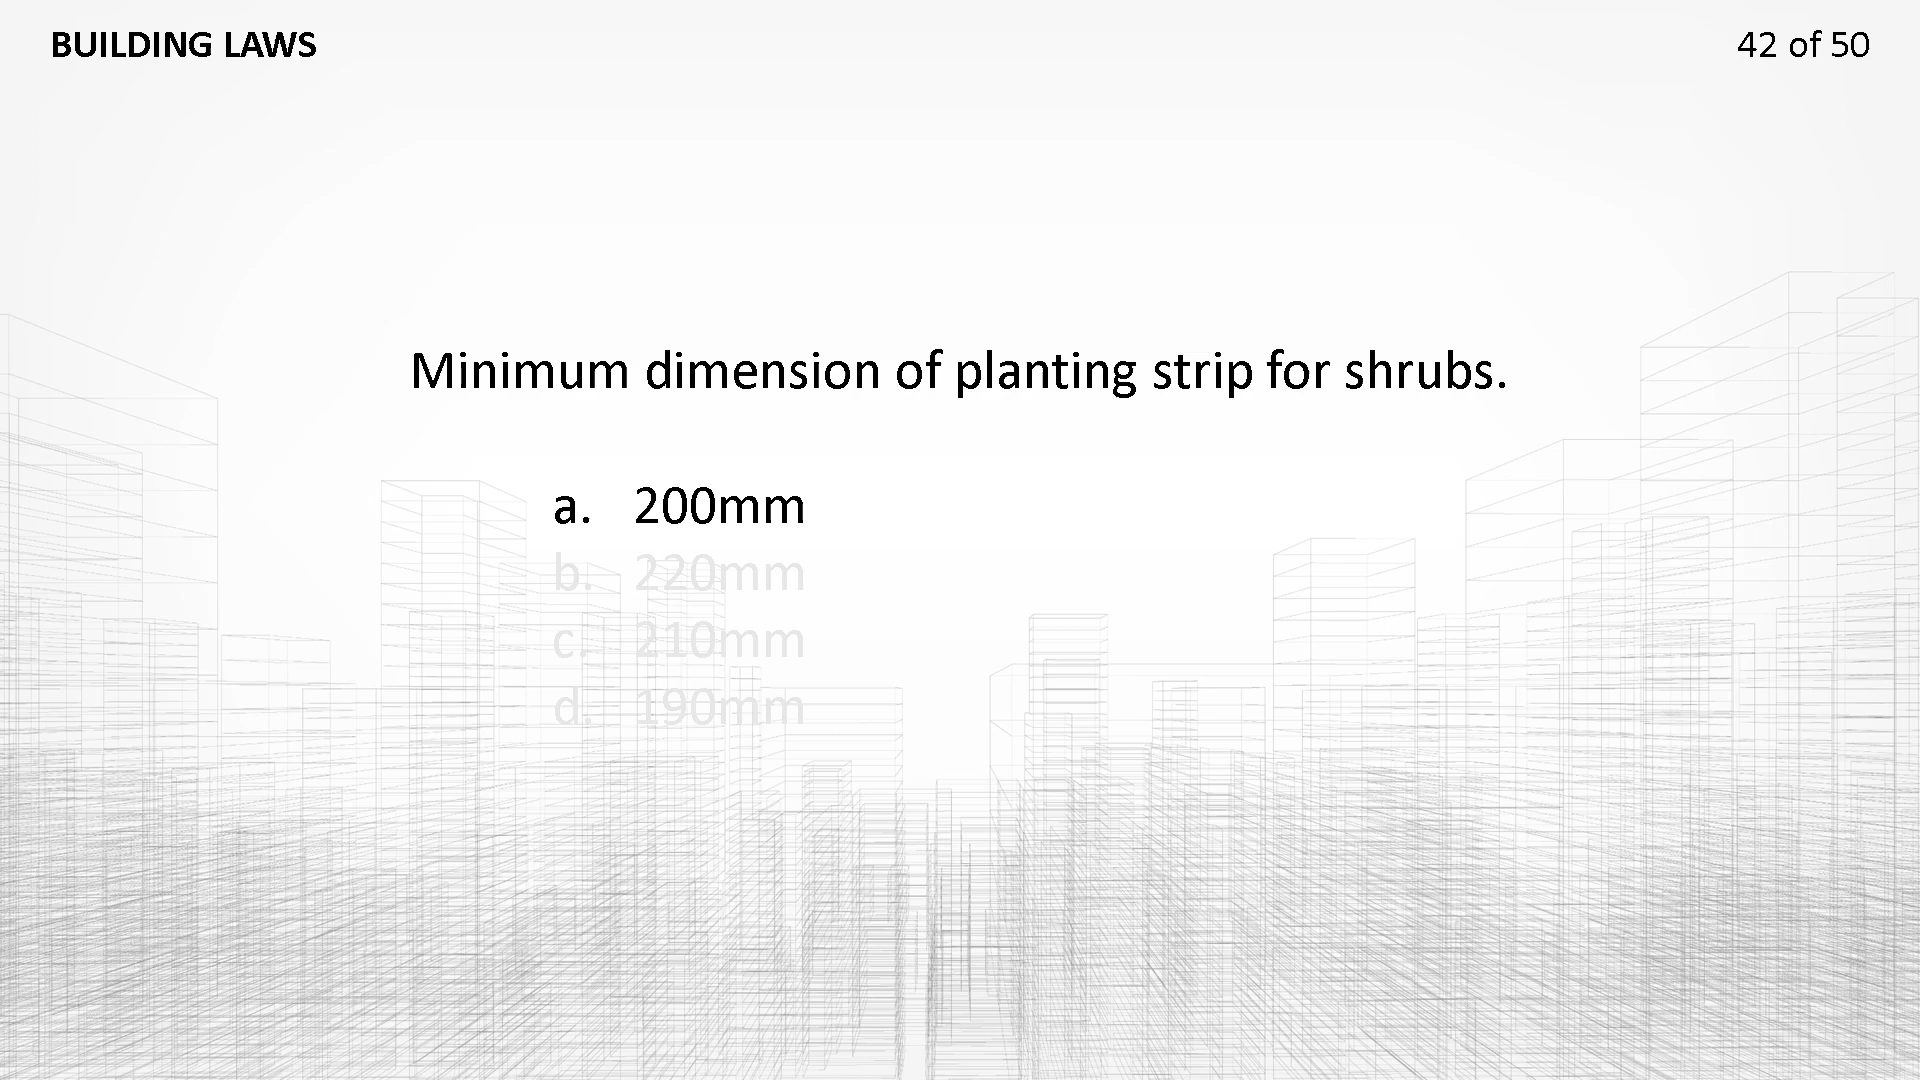 BUILDING LAWS
42 of 50
Minimum dimension of planting strip for shrubs.
a. 200mm
b. 220mm
c. 210mm
d. 190mm